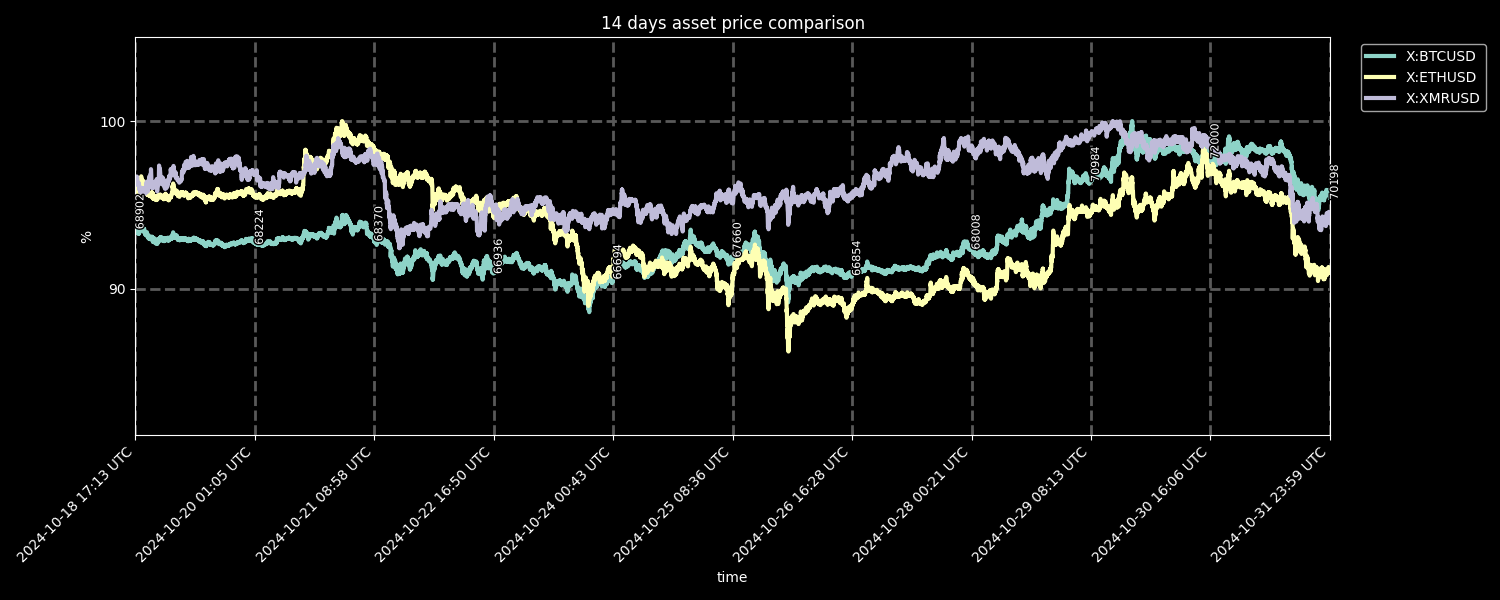 14 days asset price comparison
X:BTCUSD
X:ETHUSD
X:XMRUSD
100
90
%
68902
68224
68370
66936
66694
67660
66854
68008
70984
72000
70198
2024-10-18 17:13 UTC
2024-10-20 01:05 UTC
2024-10-21 08:58 UTC
2024-10-22 16:50 UTC
2024-10-24 00:43 UTC
2024-10-25 08:36 UTC
2024-10-26 16:28 UTC
2024-10-28 00:21 UTC
2024-10-29 08:13 UTC
2024-10-30 16:06 UTC
2024-10-31 23:59 UTC
time